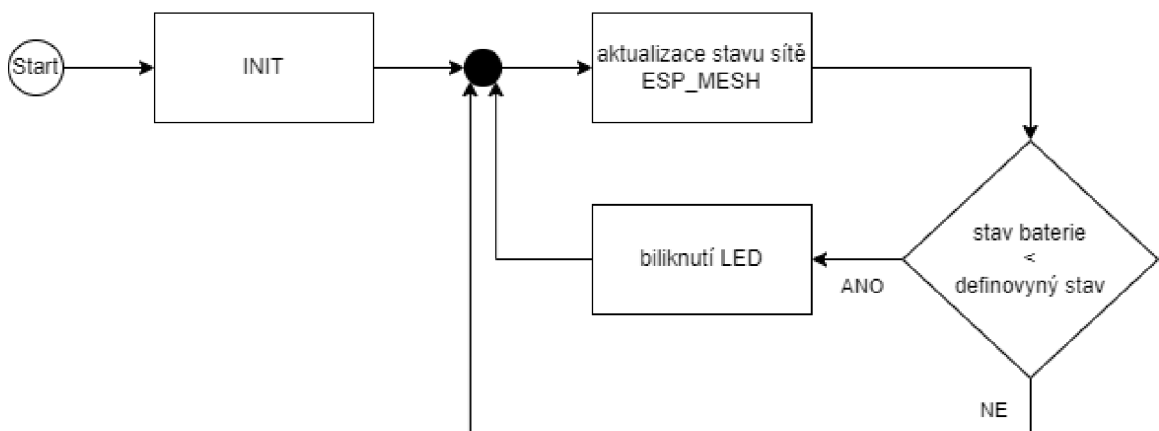 Start
INIT
aktualizace stavu sítě
ESP_MESH
stav baterie
<
definovyný stav
biliknutí LED
ANO
NE